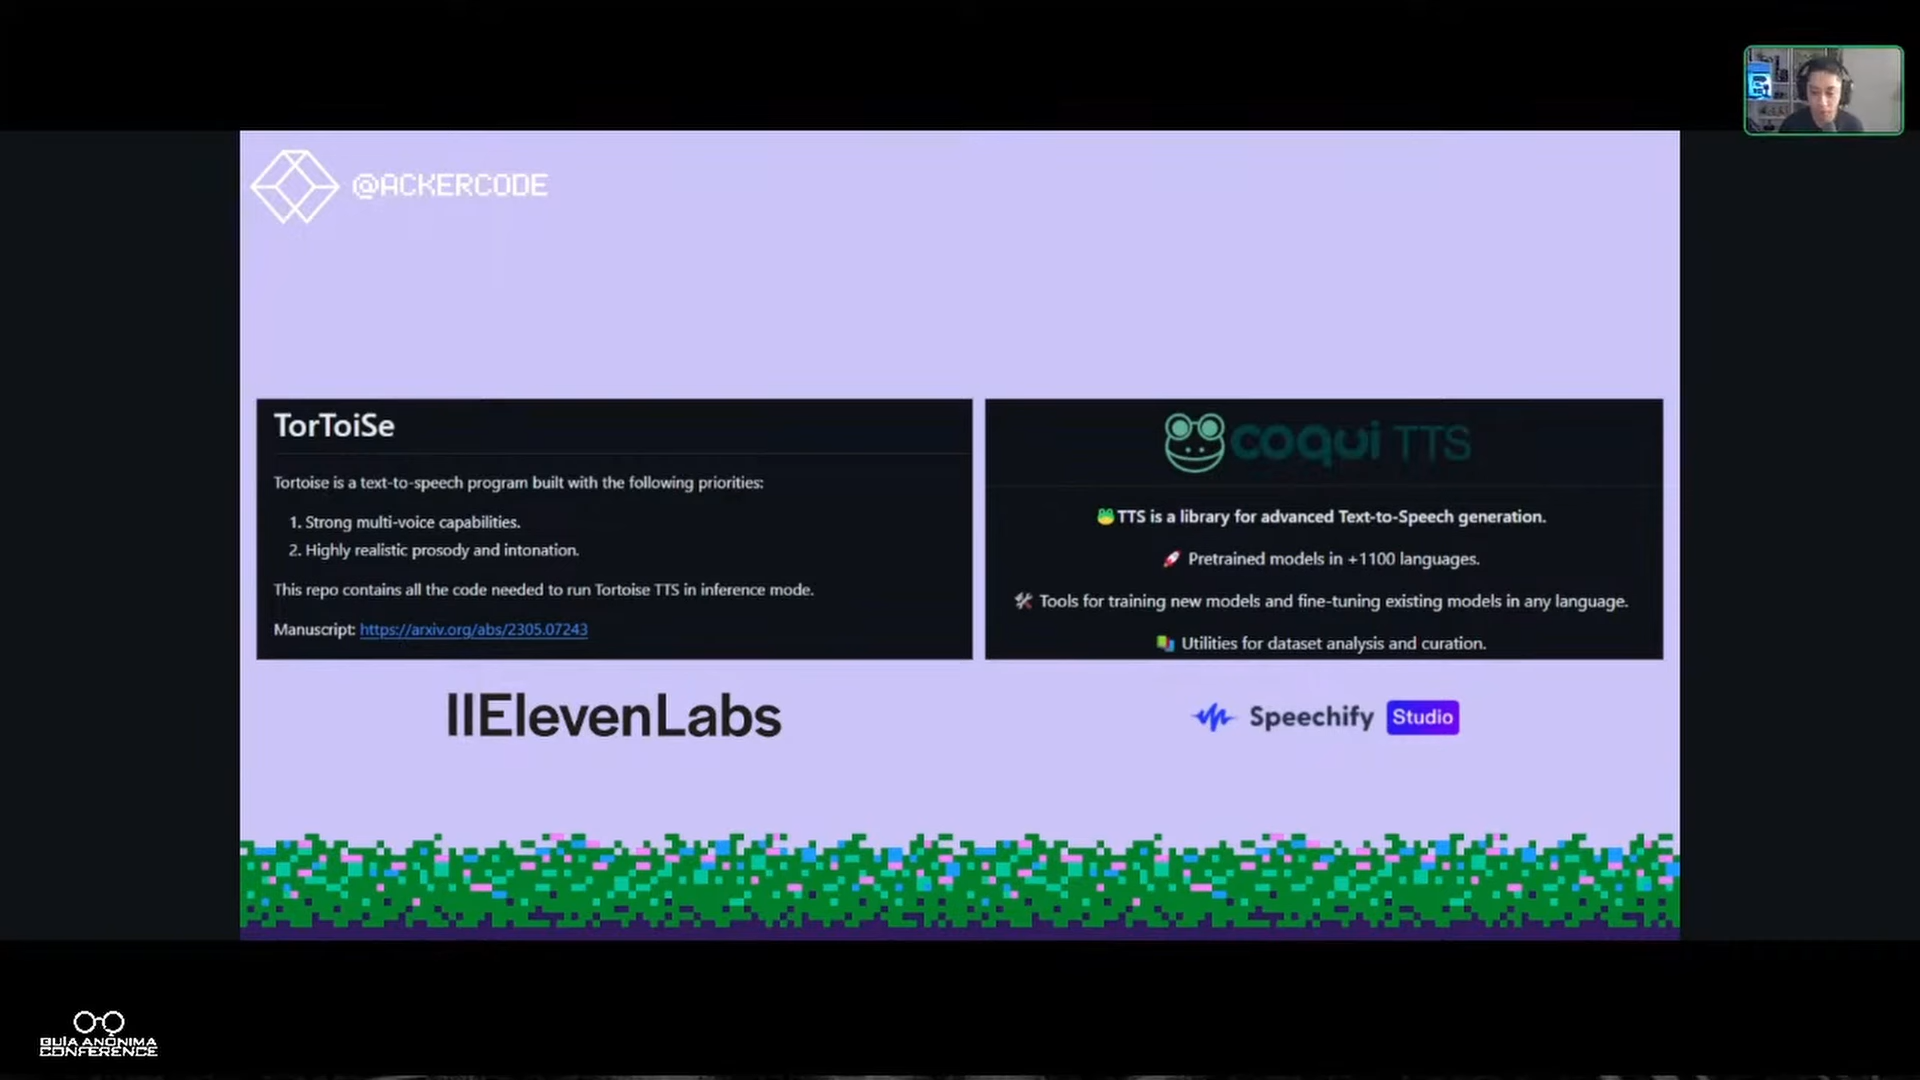 @ACKERCODE
TorToiSe
Tortoise is a text-to-speech program built with the following priorities:
1. Strong multi-voice capabilities.
2. Highly realistic prosody and intonation.
This repo contains all the code needed to run Tortoise TTS in inference mode.
Manuscript: https://arxiv.org/abs/2305.07243
coqui TTS
🐸TTS is a library for advanced Text-to-Speech generation.
🚀 Pretrained models in +1100 languages.
🛠️ Tools for training new models and fine-tuning existing models in any language.
📚 Utilities for dataset analysis and curation.
IIElevenLabs
Speechify Studio
GUÍA ANÓNIMA
CONFERENCE